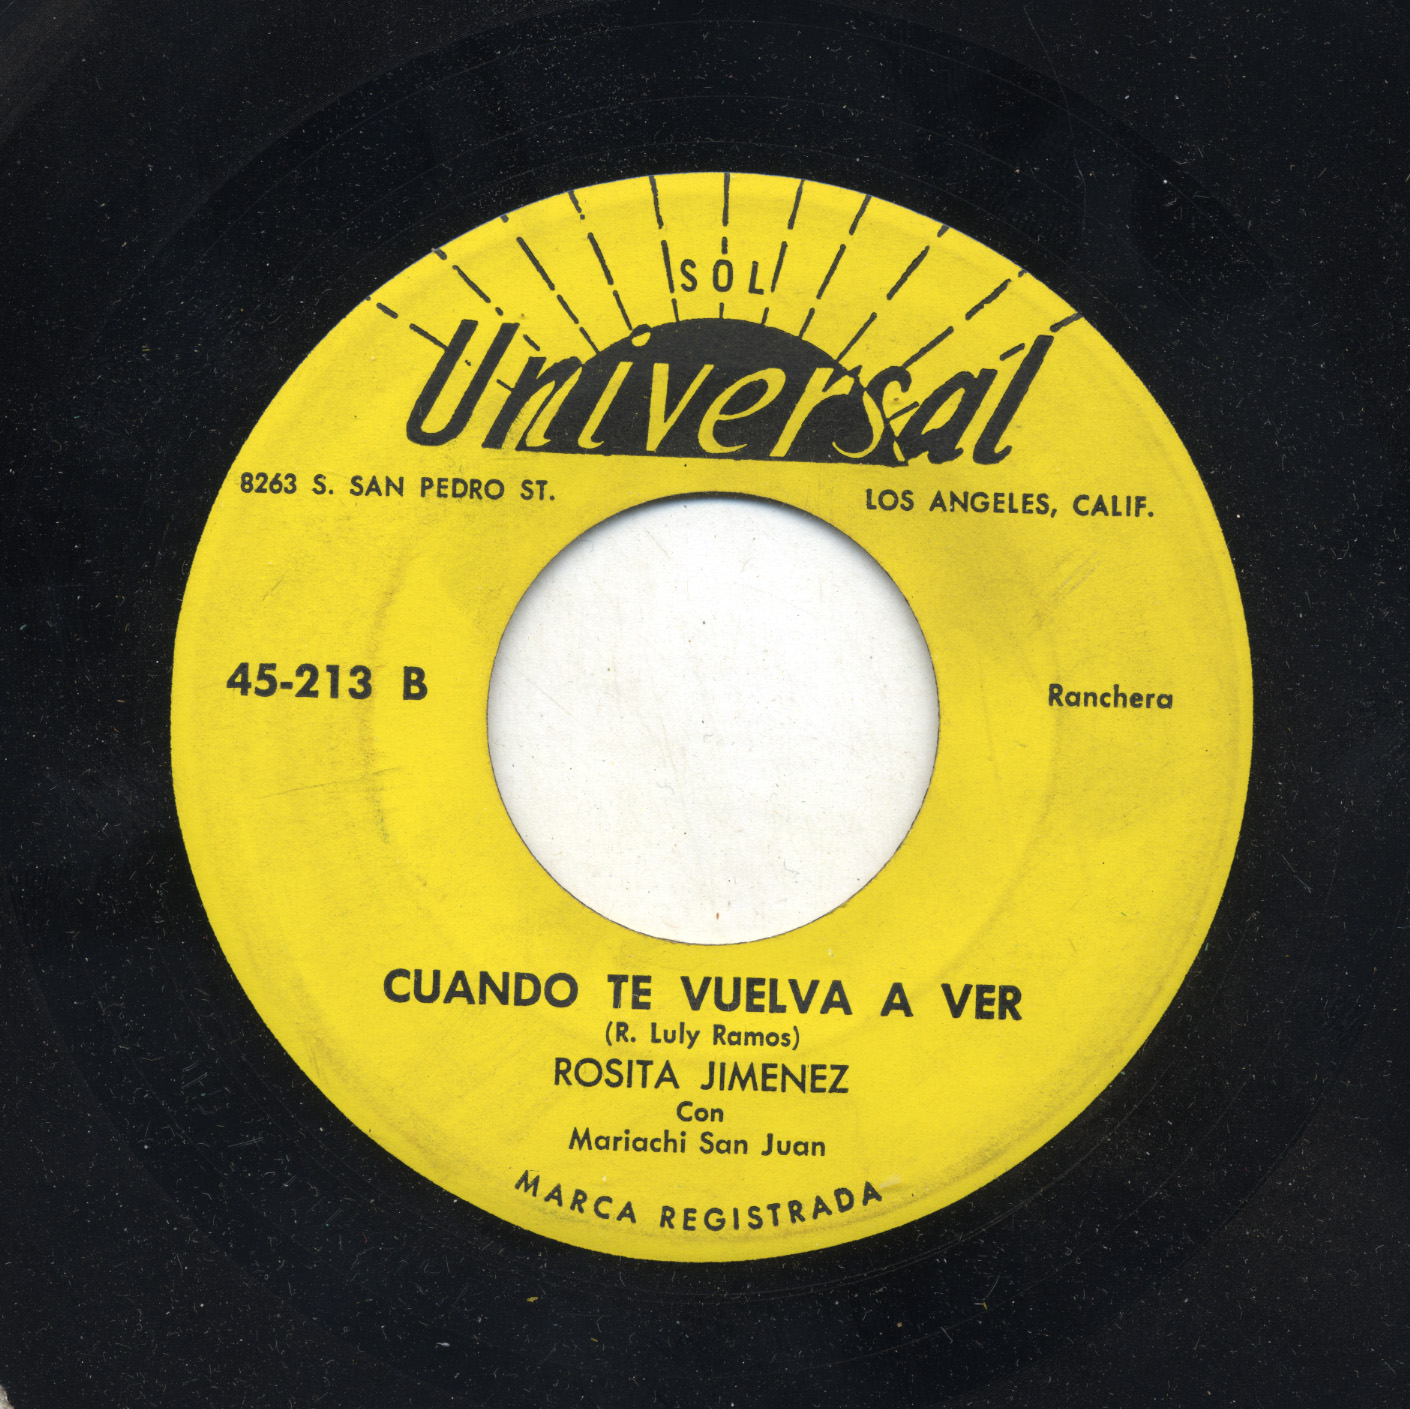 SOL
Universal
8263 S. SAN PEDRO ST.
LOS ANGELES, CALIF.
45-213 B
Ranchera
CUANDO TE VUELVA A VER
(R. Luly Ramos)
ROSITA JIMENEZ
Con
Mariachi San Juan
MARCA REGISTRADA